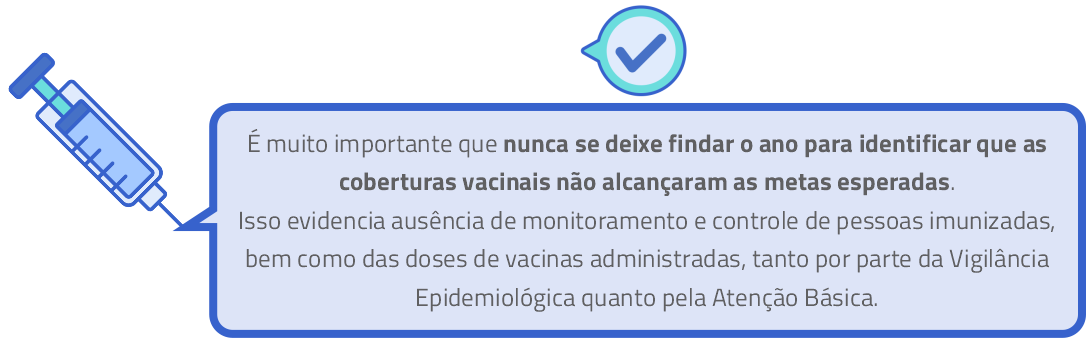 É muito importante que nunca se deixe findar o ano para identificar que as
coberturas vacinais não alcançaram as metas esperadas.
Isso evidencia ausência de monitoramento e controle de pessoas imunizadas,
bem como das doses de vacinas administradas, tanto por parte da Vigilância
Epidemiológica quanto pela Atenção Básica.